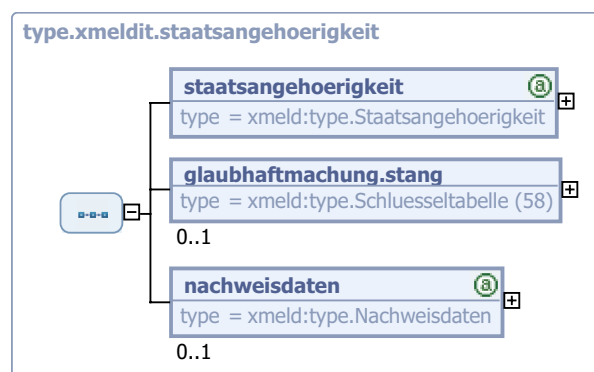 type.xmeldit.staatsangehoerigkeit
staatsangehoerigkeit a
type = xmeld:type.Staatsangehoerigkeit
glaubhaftmachung.stang
type = xmeld:type.Schluesseltabelle (58)
0..1
nachweisdaten a
type = xmeld:type.Nachweisdaten
0..1